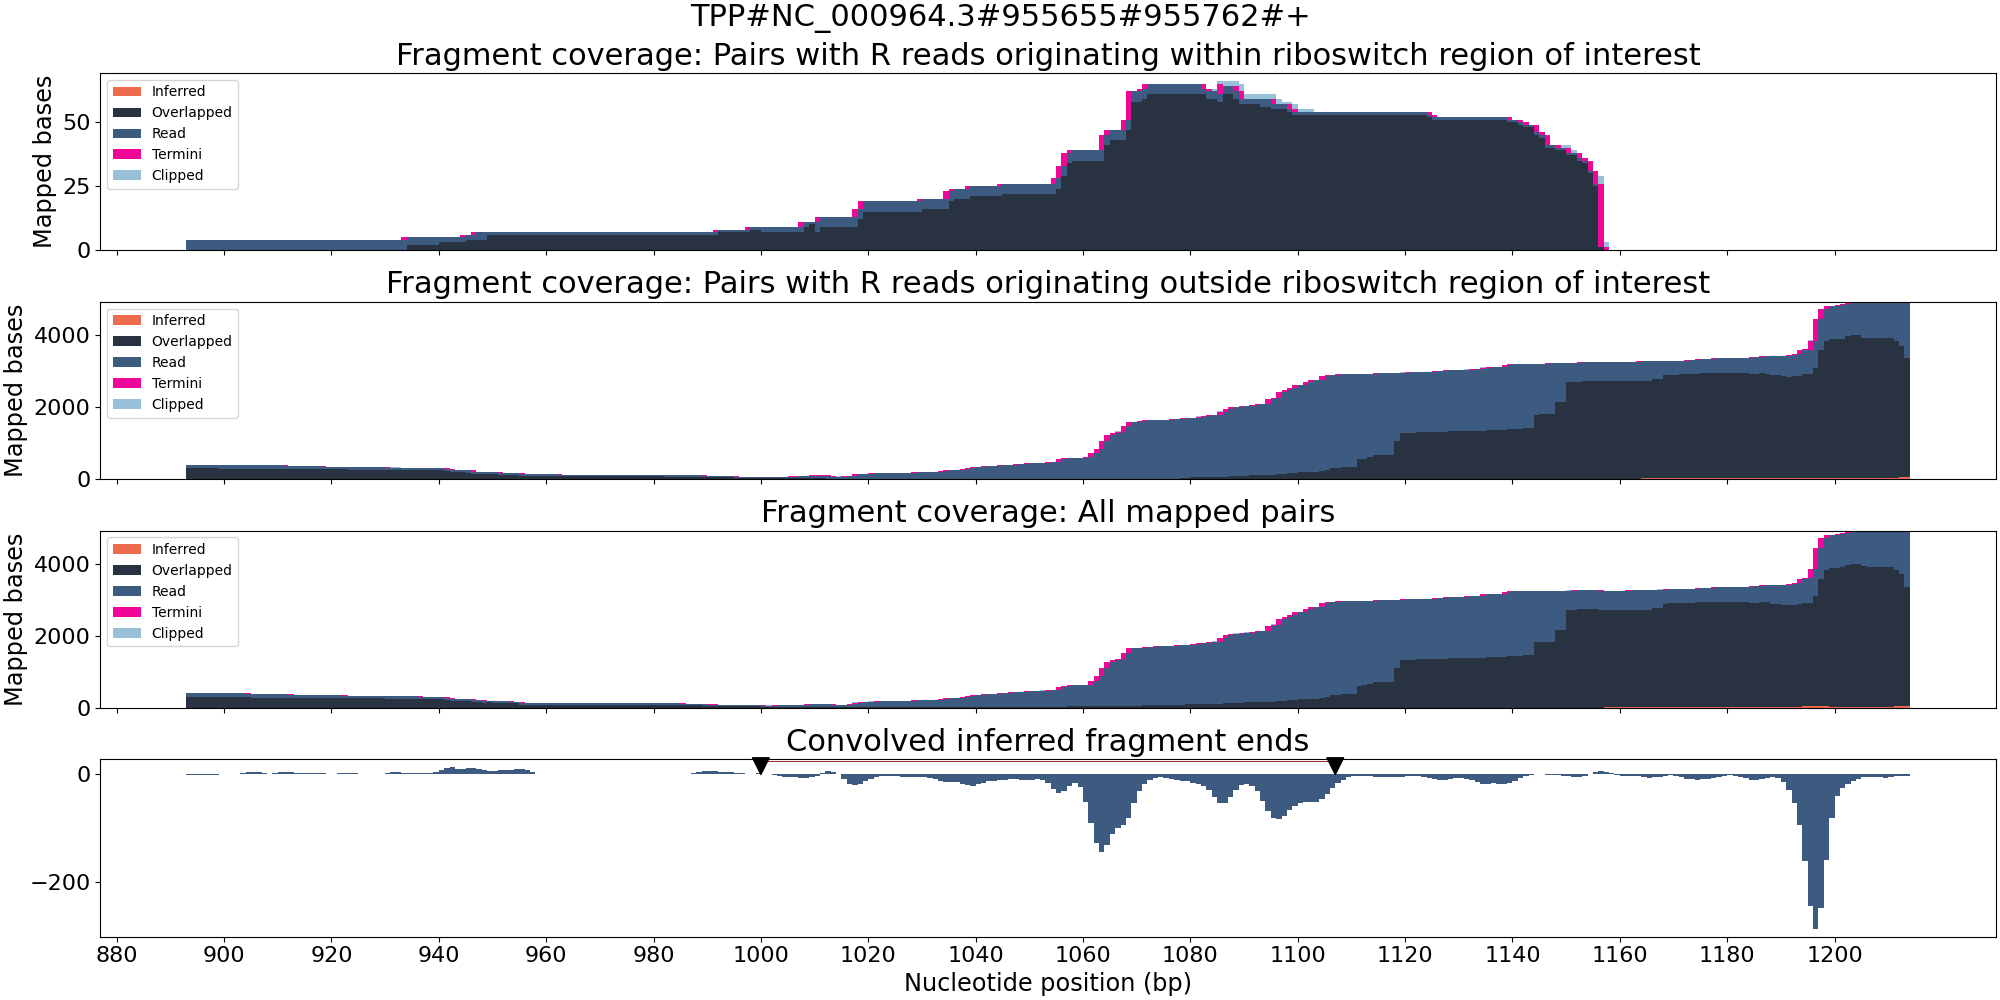 TPP#NC_000964.3#955655#955762#+
Fragment coverage: Pairs with R reads originating within riboswitch region of interest
Mapped bases
50
25
0
Inferred
Overlapped
Read
Termini
Clipped
Fragment coverage: Pairs with R reads originating outside riboswitch region of interest
Mapped bases
4000
2000
0
Inferred
Overlapped
Read
Termini
Clipped
Fragment coverage: All mapped pairs
Mapped bases
4000
2000
0
Inferred
Overlapped
Read
Termini
Clipped
Convolved inferred fragment ends
0
−200
880 900 920 940 960 980 1000 1020 1040 1060 1080 1100 1120 1140 1160 1180 1200
Nucleotide position (bp)